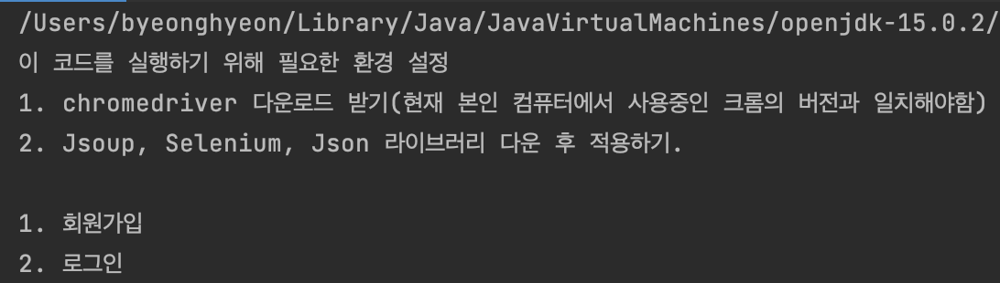 /Users/byeonghyeon/Library/Java/JavaVirtualMachines/openjdk-15.0.2/
이 코드를 실행하기 위해 필요한 환경 설정
1. chromedriver 다운로드 받기(현재 본인 컴퓨터에서 사용중인 크롬의 버전과 일치해야함)
2. Jsoup, Selenium, Json 라이브러리 다운 후 적용하기.
1. 회원가입
2. 로그인